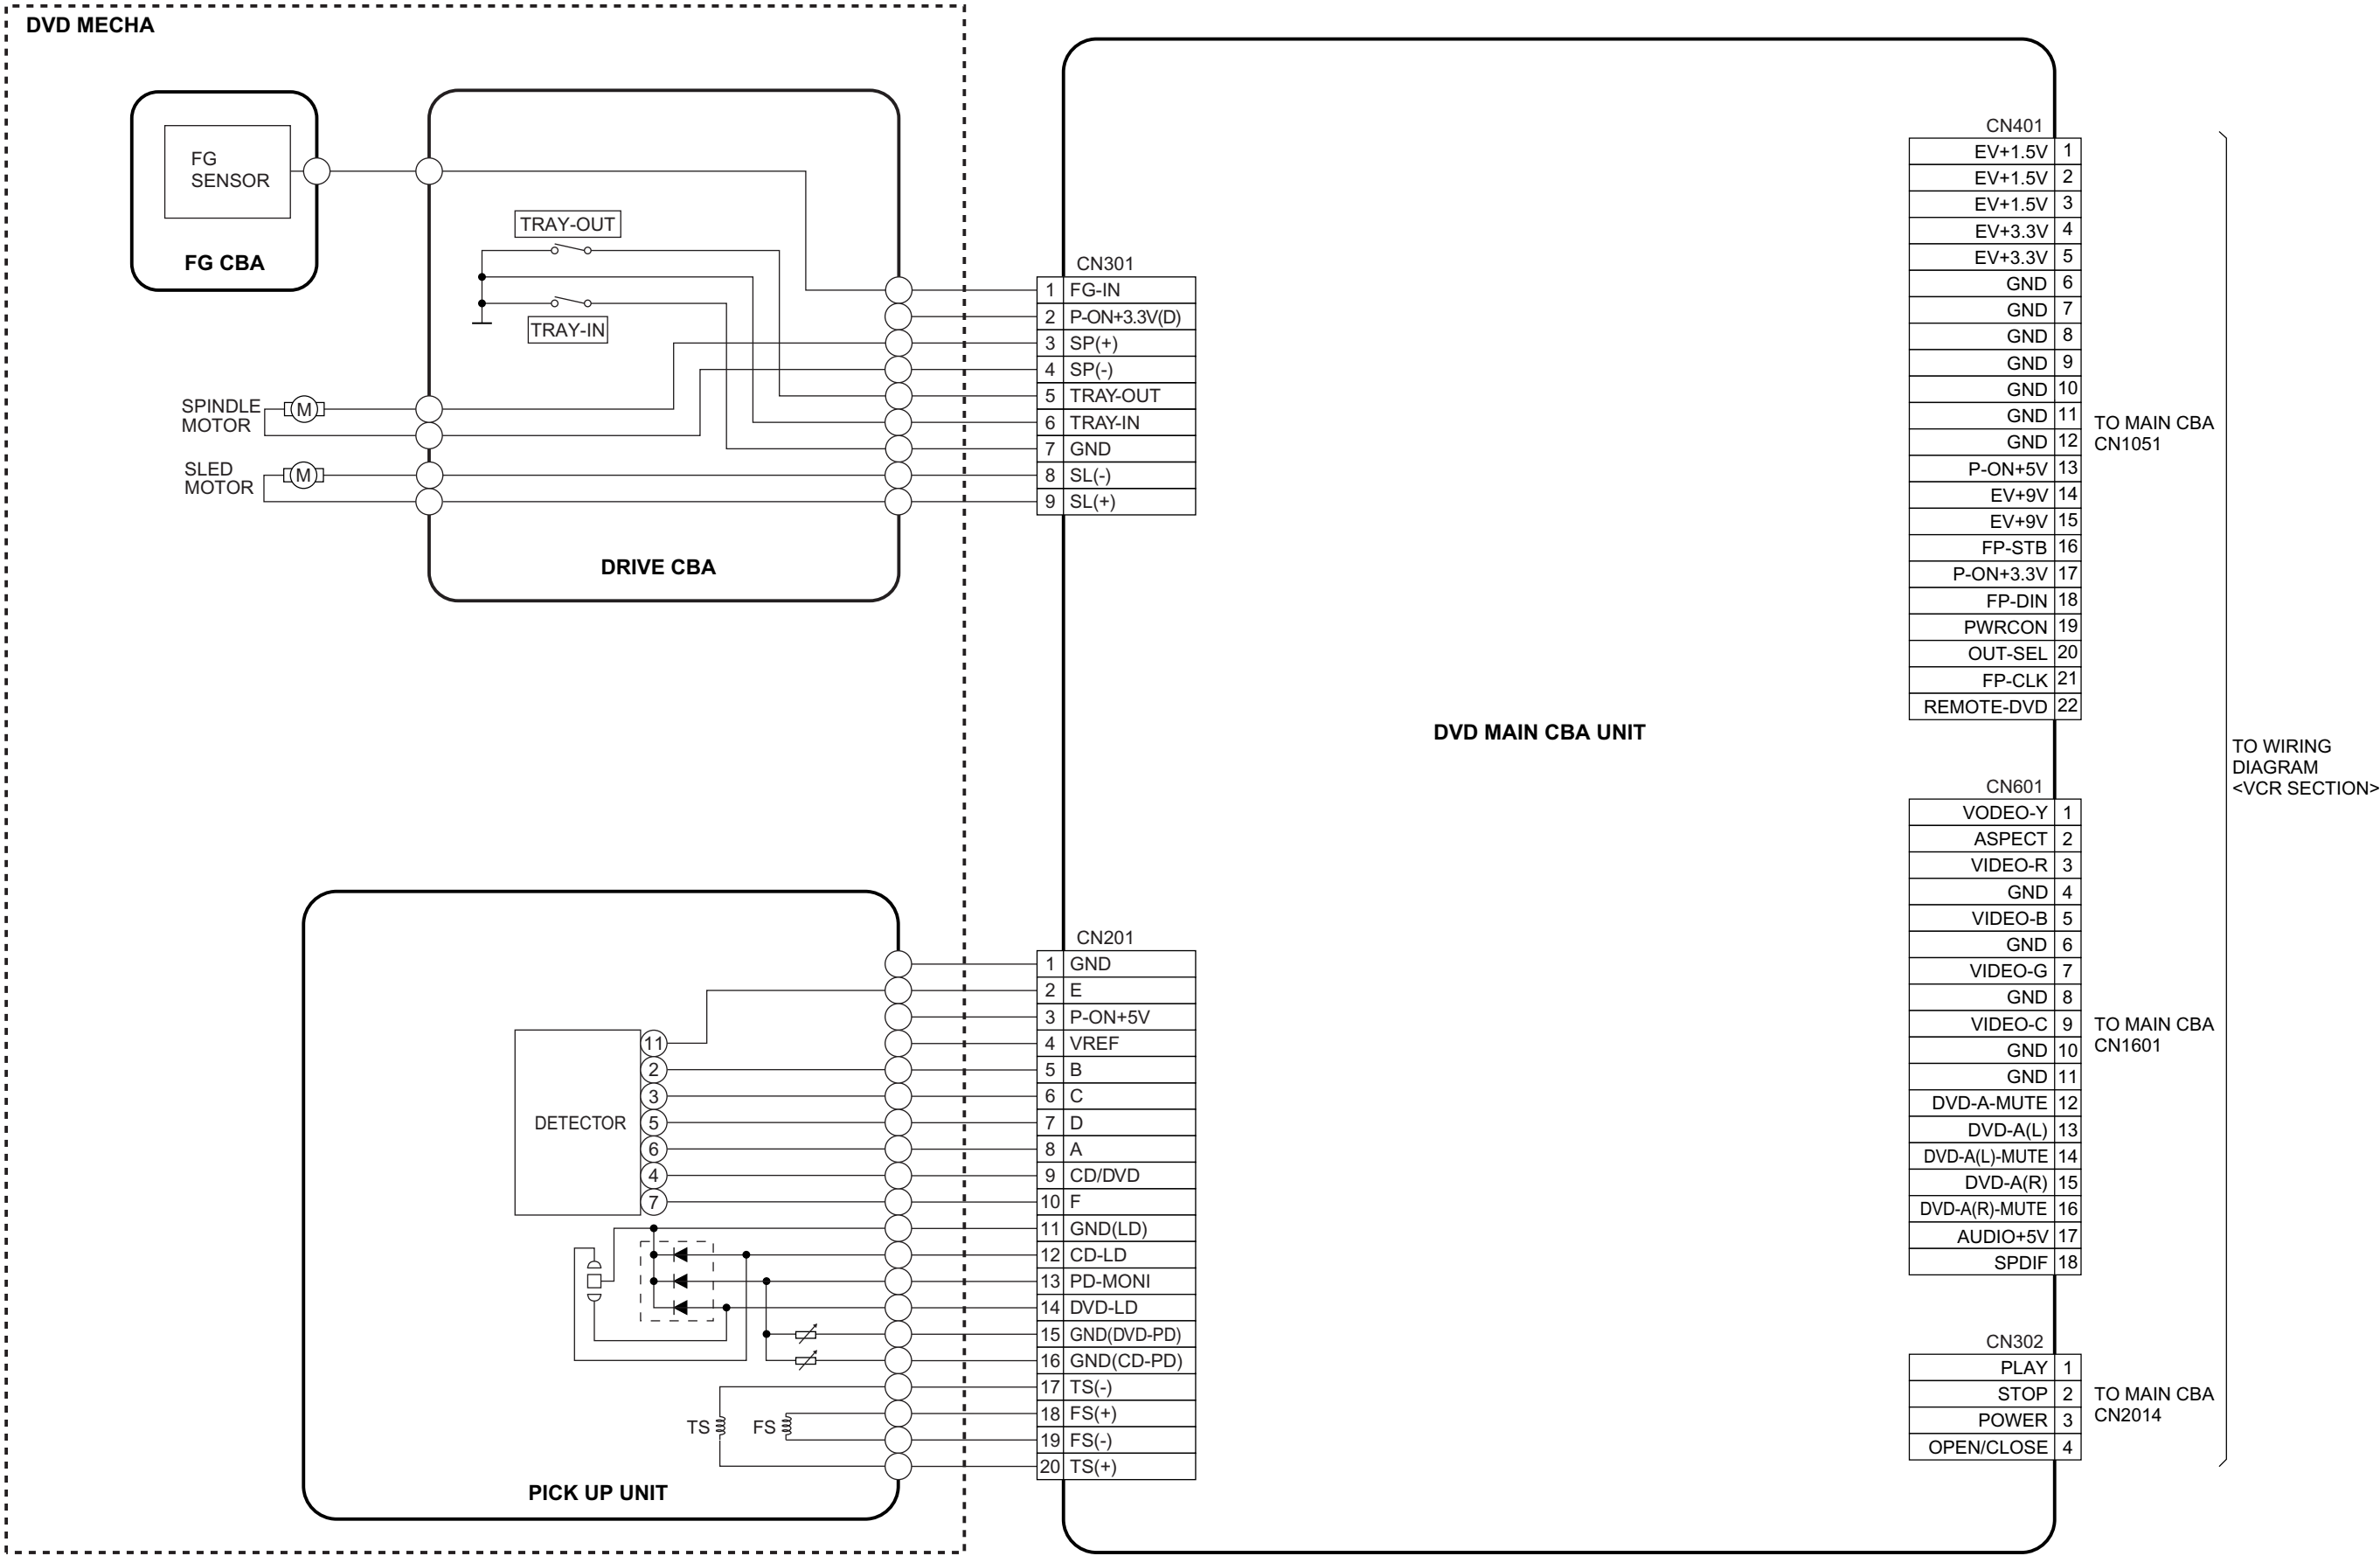 DVD MECHA
FG
SENSOR
FG CBA
TRAY-OUT
TRAY-IN
SPINDLE
MOTOR
M
SLED
MOTOR
M
DRIVE CBA
CN301
1 FG-IN
2 P-ON+3.3V(D)
3 SP(+)
4 SP(-)
5 TRAY-OUT
6 TRAY-IN
7 GND
8 SL(-)
9 SL(+)
DETECTOR
11
2
3
5
6
4
7
TS
FS
PICK UP UNIT
CN201
1 GND
2 E
3 P-ON+5V
4 VREF
5 B
6 C
7 D
8 A
9 CD/DVD
10 F
11 GND(LD)
12 CD-LD
13 PD-MONI
14 DVD-LD
15 GND(DVD-PD)
16 GND(CD-PD)
17 TS(-)
18 FS(+)
19 FS(-)
20 TS(+)
DVD MAIN CBA UNIT
CN401
EV+1.5V 1
EV+1.5V 2
EV+1.5V 3
EV+3.3V 4
EV+3.3V 5
GND 6
GND 7
GND 8
GND 9
GND 10
GND 11
GND 12
P-ON+5V 13
EV+9V 14
EV+9V 15
FP-STB 16
P-ON+3.3V 17
FP-DIN 18
PWRCON 19
OUT-SEL 20
FP-CLK 21
REMOTE-DVD 22
TO MAIN CBA
CN1051
CN601
VODEO-Y 1
ASPECT 2
VIDEO-R 3
GND 4
VIDEO-B 5
GND 6
VIDEO-G 7
GND 8
VIDEO-C 9
GND 10
GND 11
DVD-A-MUTE 12
DVD-A(L) 13
DVD-A(L)-MUTE 14
DVD-A(R) 15
DVD-A(R)-MUTE 16
AUDIO+5V 17
SPDIF 18
TO MAIN CBA
CN1601
CN302
PLAY 1
STOP 2
POWER 3
OPEN/CLOSE 4
TO MAIN CBA
CN2014
TO WIRING
DIAGRAM
<VCR SECTION>